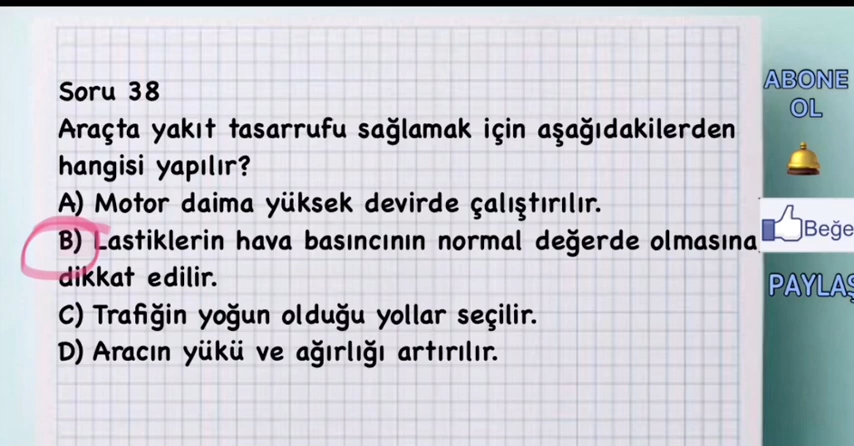 Soru 38
Araçta yakıt tasarrufu sağlamak için aşağıdakilerden
hangisi yapılır?
A) Motor daima yüksek devirde çalıştırılır.
B) Lastiklerin hava basıncının normal değerde olmasına
dikkat edilir.
C) Trafiğin yoğun olduğu yollar seçilir.
D) Aracın yükü ve ağırlığı artırılır.
ABONE
OL
Beğe
PAYLAŞ